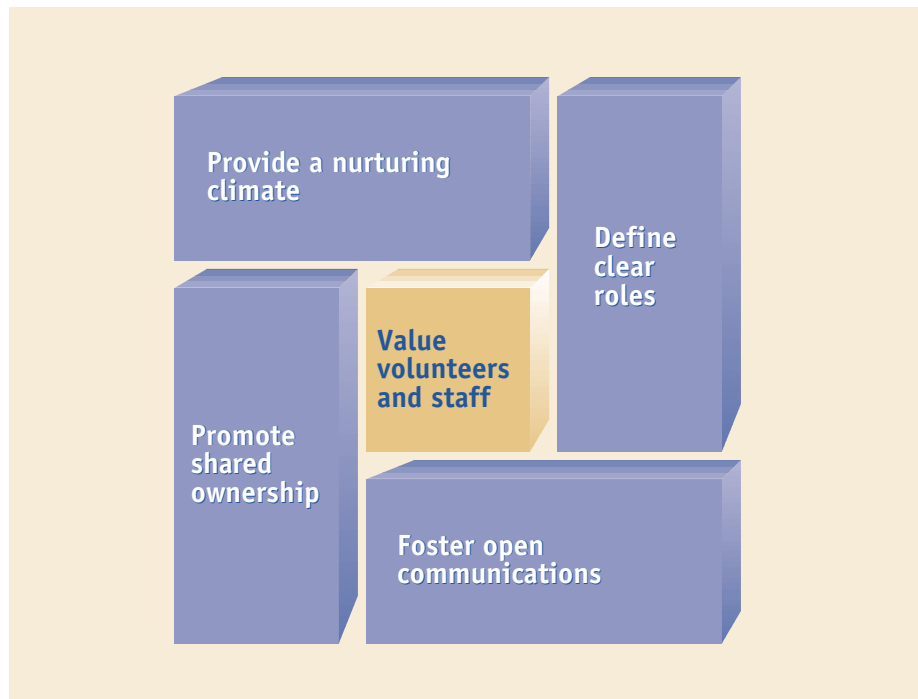 Provide a nurturing
climate
Define
clear
roles
Value
volunteers
and staff
Promote
shared
ownership
Foster open
communications